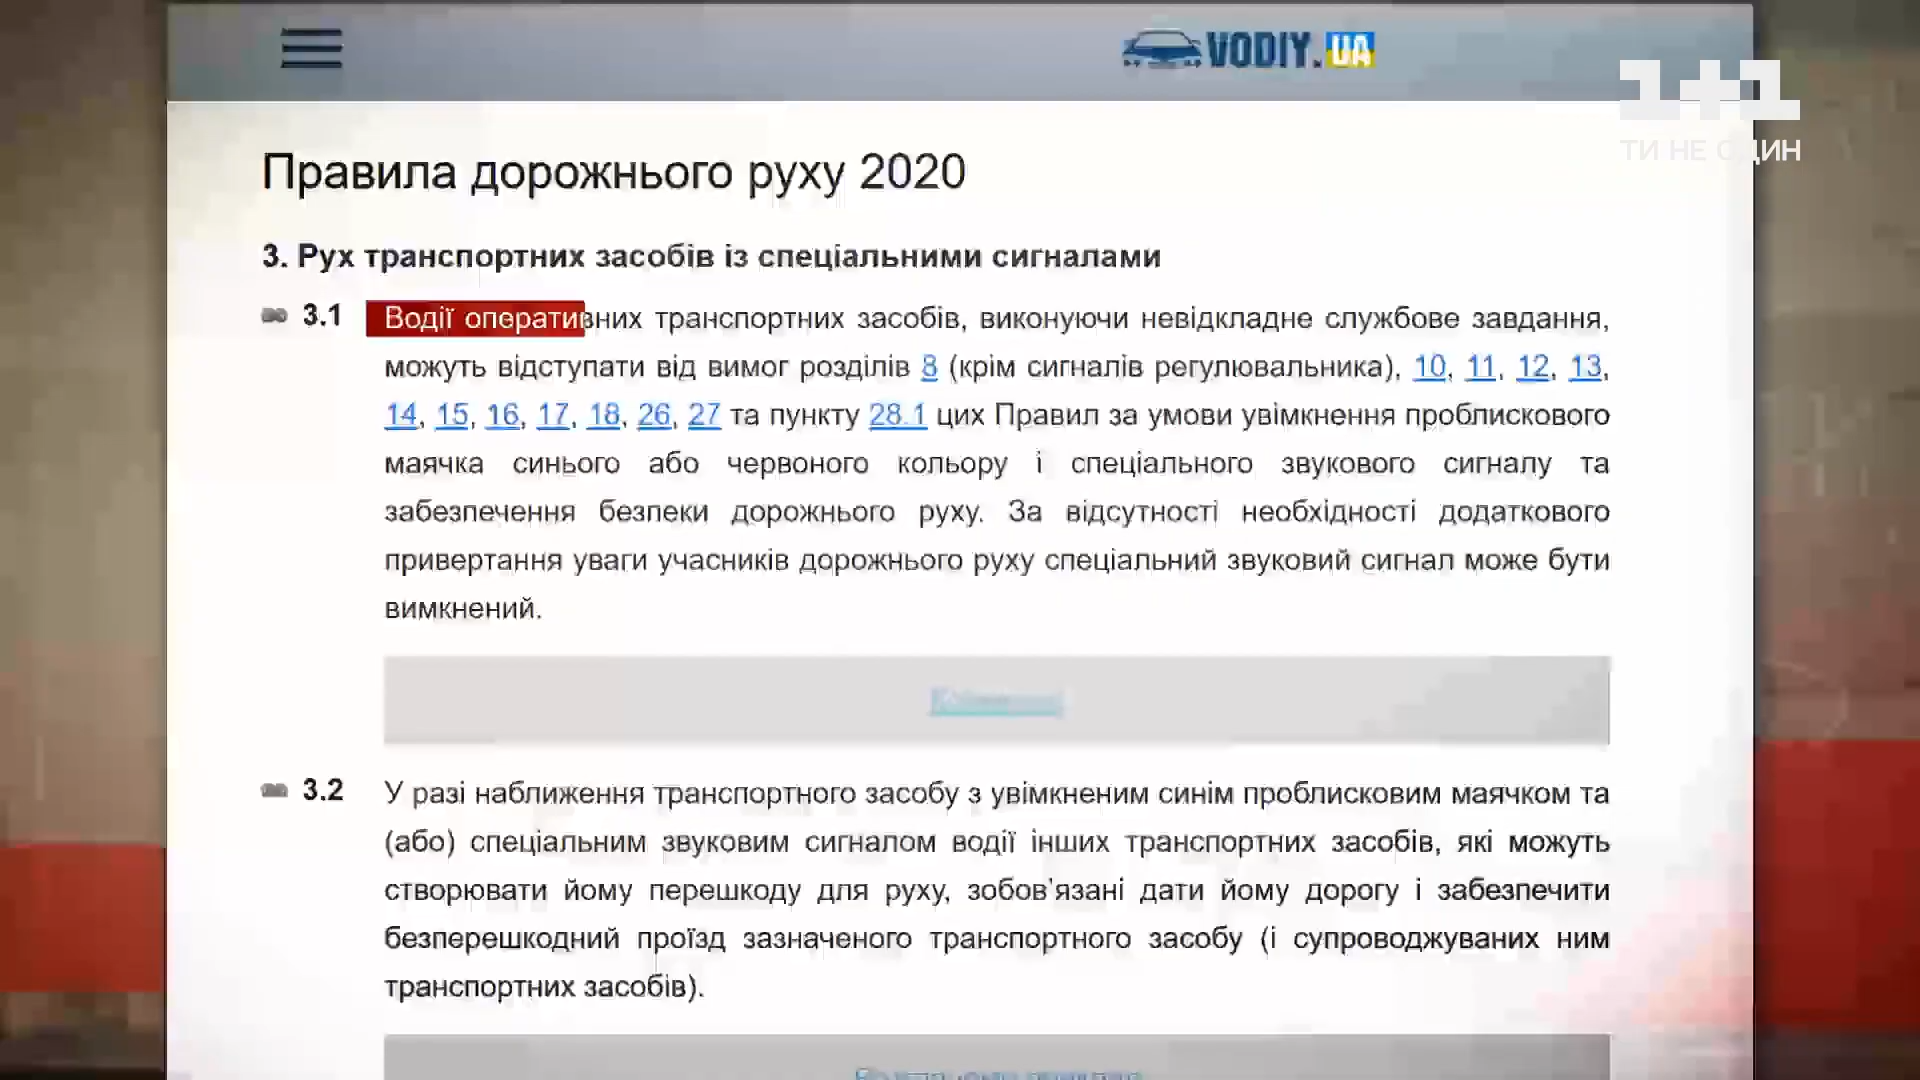 VODIY.UA
1+1
ТИ НЕ ОДИН
Правила дорожнього руху 2020
3. Рух транспортних засобів із спеціальними сигналами
3.1 Водії оперативних транспортних засобів, виконуючи невідкладне службове завдання,
можуть відступати від вимог розділів 8 (крім сигналів регулювальника), 10, 11, 12, 13,
14, 15, 16, 17, 18, 26, 27 та пункту 28.1 цих Правил за умови увімкнення проблискового
маячка синього або червоного кольору і спеціального звукового сигналу та
забезпечення безпеки дорожнього руху. За відсутності необхідності додаткового
привертання уваги учасників дорожнього руху спеціальний звуковий сигнал може бути
вимкнений.
3.2 У разі наближення транспортного засобу з увімкненим синім проблисковим маячком та
(або) спеціальним звуковим сигналом водії інших транспортних засобів, які можуть
створювати йому перешкоду для руху, зобов'язані дати йому дорогу і забезпечити
безперешкодний проїзд зазначеного транспортного засобу (і супроводжуваних ним
транспортних засобів).